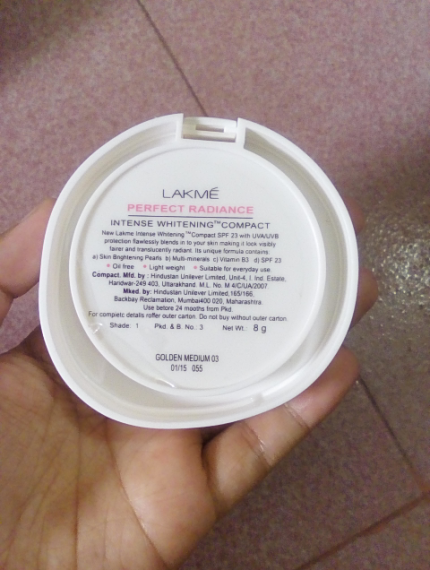 LAKMÉ
PERFECT RADIANCE
INTENSE WHITENING™COMPACT
New Lakme Intense Whitening™Compact SPF 23 with UVA/UVB
protection flawlessly blends in to your skin making it look visibly
fairer and translucently radiant. Its unique formula contains,
a) Skin Brightening Pearls b) Multi-minerals c) Vitamin B3 d) SPF 23
* Oil free * Light weight * Suitable for everyday use
Compact. Mfd. by : Hindustan Unilever Limited, Unit-4, I. Ind. Estate,
Haridwar-249 403, Uttarakhand. M.L. No. M 4/C/UA/2007
Mked. by: Hindustan Unilever Limited,165/166,
Backbay Reclamation, Mumbai400 020, Maharashira.
Use before 24 mooths from Pkd.
For completc details roffer outer carton. Do not buy without outer carton.
Shade: 1 Pkd. & B. No.: 3 Net Wt.: 8 g
GOLDEN MEDIUM 03
01/15 055